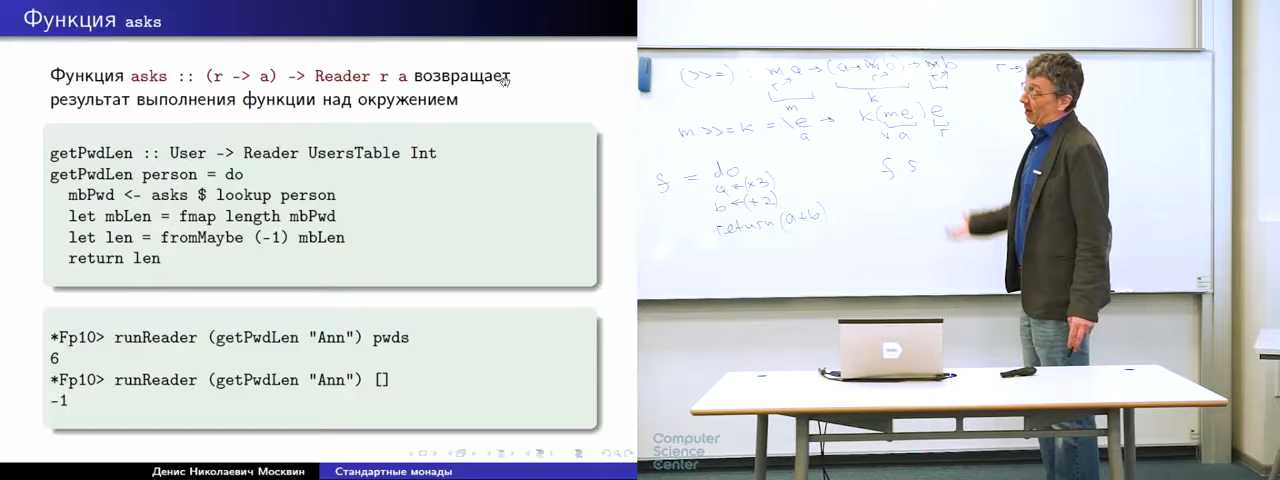 Функция asks
Функция asks :: (r -> a) -> Reader r a возвращает
результат выполнения функции над окружением
getPwdLen :: User -> Reader UsersTable Int
getPwdLen person = do
mbPwd <- asks $ lookup person
let mbLen = fmap length mbPwd
let len = fromMaybe (-1) mbLen
return len
*Fp10> runReader (getPwdLen "Ann") pwds
6
*Fp10> runReader (getPwdLen "Ann") []
-1
Денис Николаевич Москвин
Стандартные монады
(>>=) : m a → (a → m b) → m b
m
k
m >>= k = \e → k (m e) e
a
r
f = do
a ← (*3)
b ← (+2)
return (a+b)
f 5
Computer
Science
Center